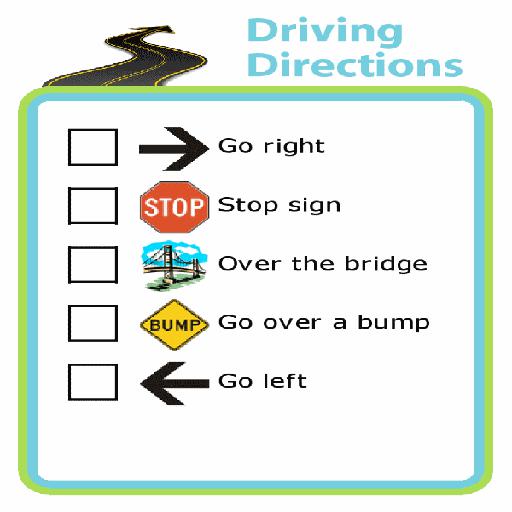 Driving
Directions
Go right
STOP Stop sign
Over the bridge
BUMP Go over a bump
Go left